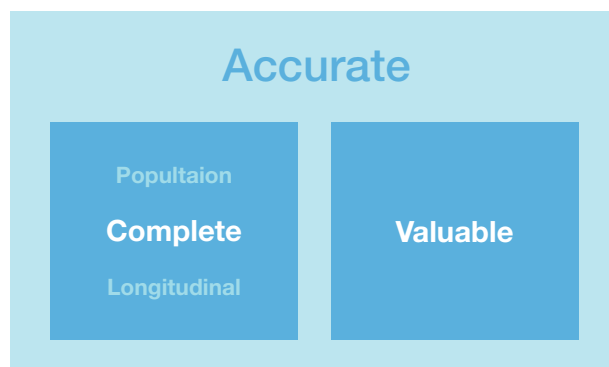 Accurate
Popultaion
Complete
Longitudinal
Valuable